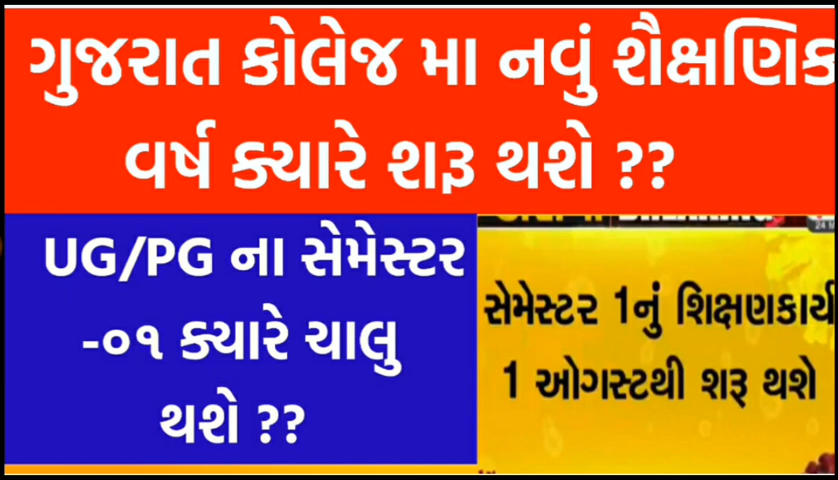 ગુજરાત કોલેજ મા નવું શૈક્ષણિક
વર્ષ ક્યારે શરૂ થશે ??
UG/PG ના સેમેસ્ટર
-૦૧ ક્યારે ચાલુ
થશે ??
સેમેસ્ટર 1નું શિક્ષણકાર્ય
1 ઓગસ્ટથી શરૂ થશે